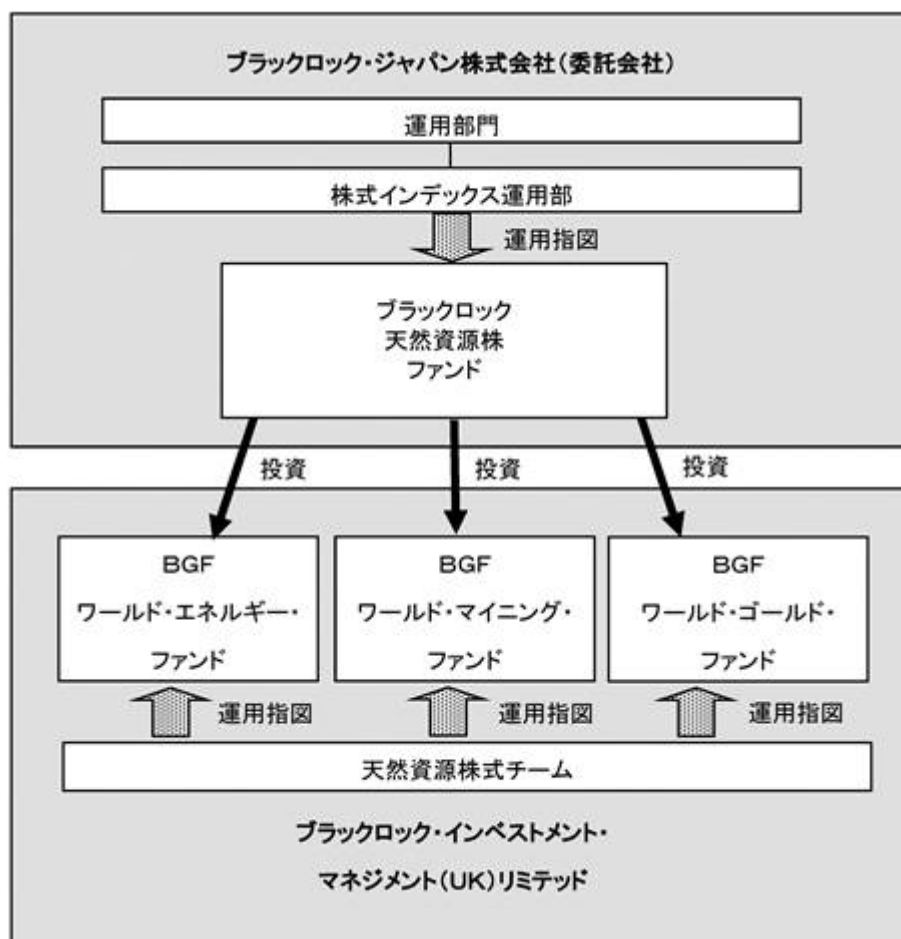 ブラックロック・ジャパン株式会社（委託会社）
運用部門
株式インデックス運用部
運用指図
ブラックロック
天然資源株
ファンド
投資
投資
投資
ＢＧＦ
ワールド・エネルギー・
ファンド
ＢＧＦ
ワールド・マイニング・
ファンド
ＢＧＦ
ワールド・ゴールド・
ファンド
運用指図
運用指図
運用指図
天然資源株式チーム
ブラックロック・インベストメント・
マネジメント（ＵＫ）リミテッド